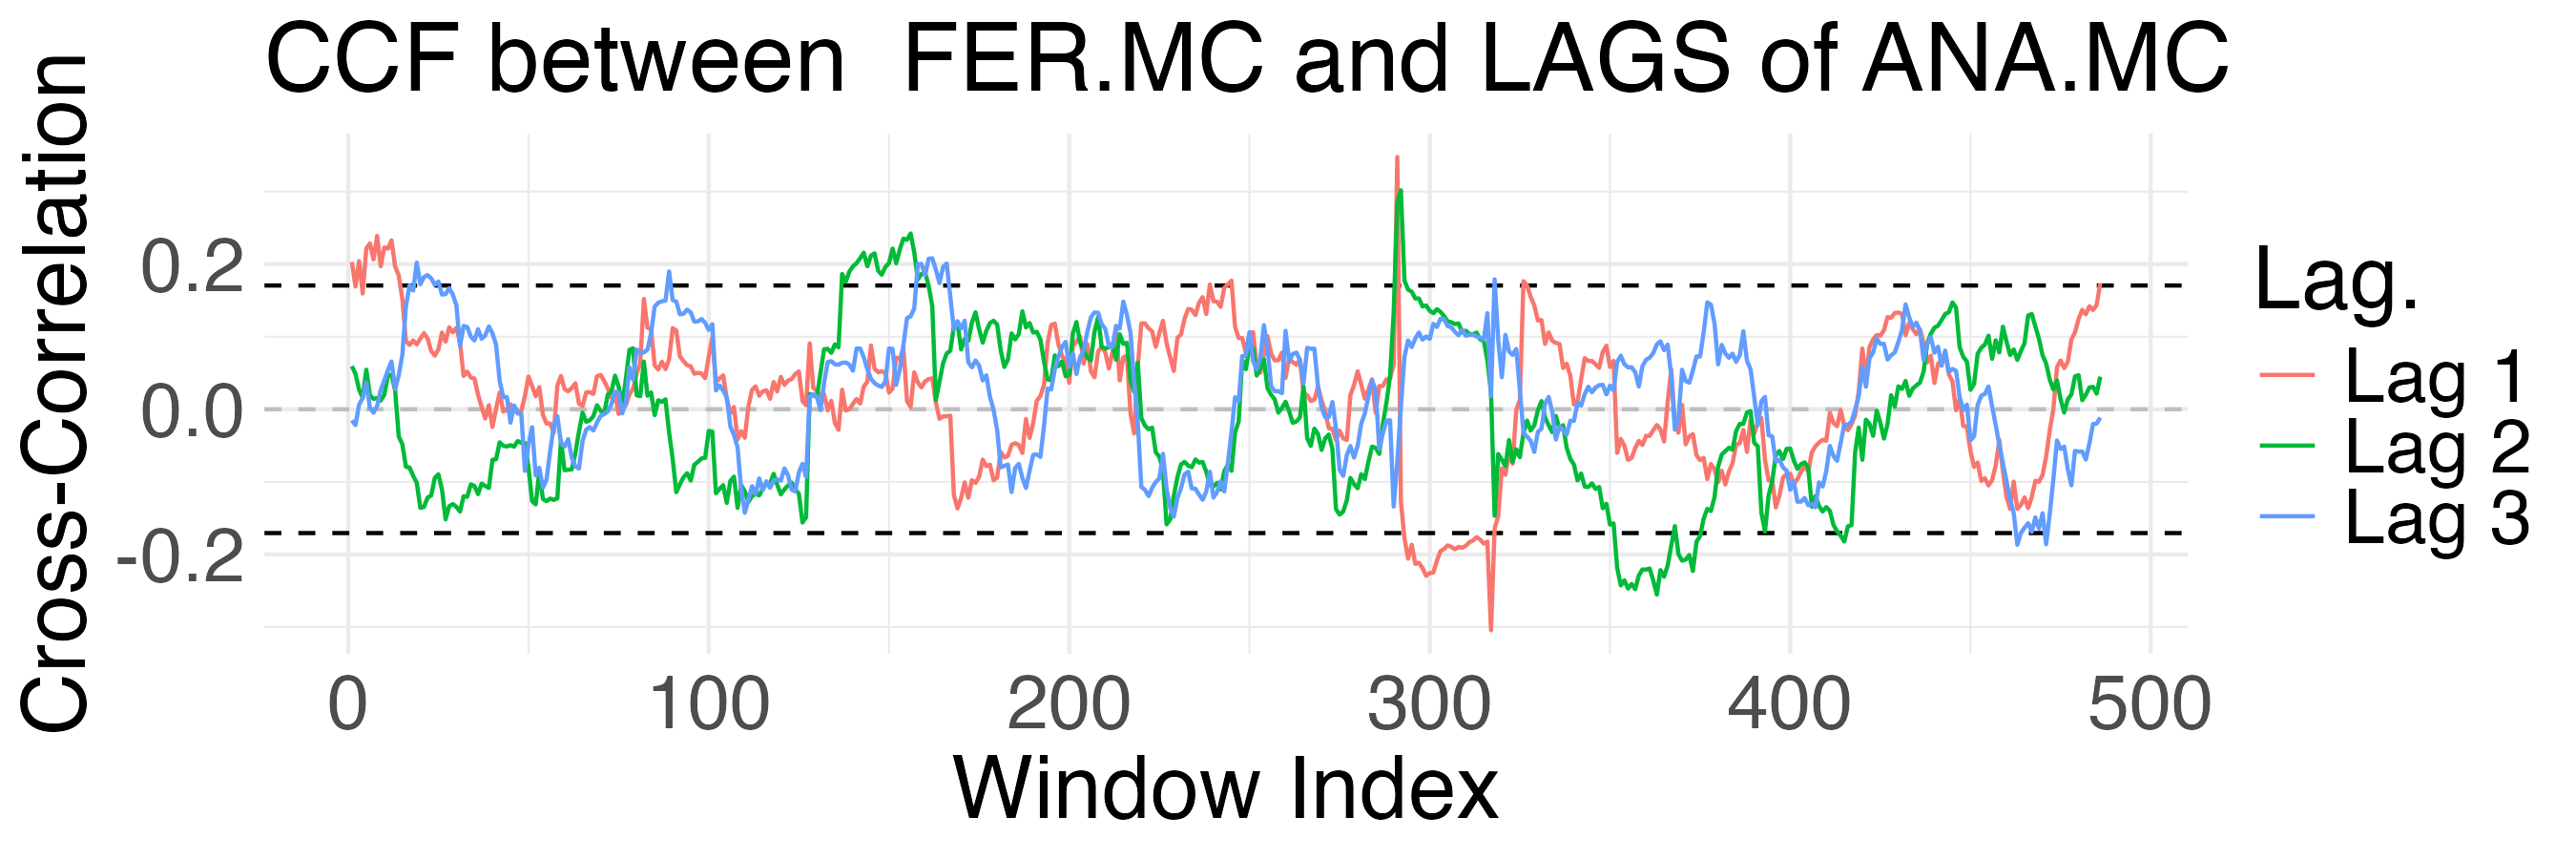 CCF between  FER.MC and LAGS of ANA.MC
Cross-Correlation
0.2
0.0
-0.2
0 100 200 300 400 500
Window Index
Lag.
Lag 1
Lag 2
Lag 3